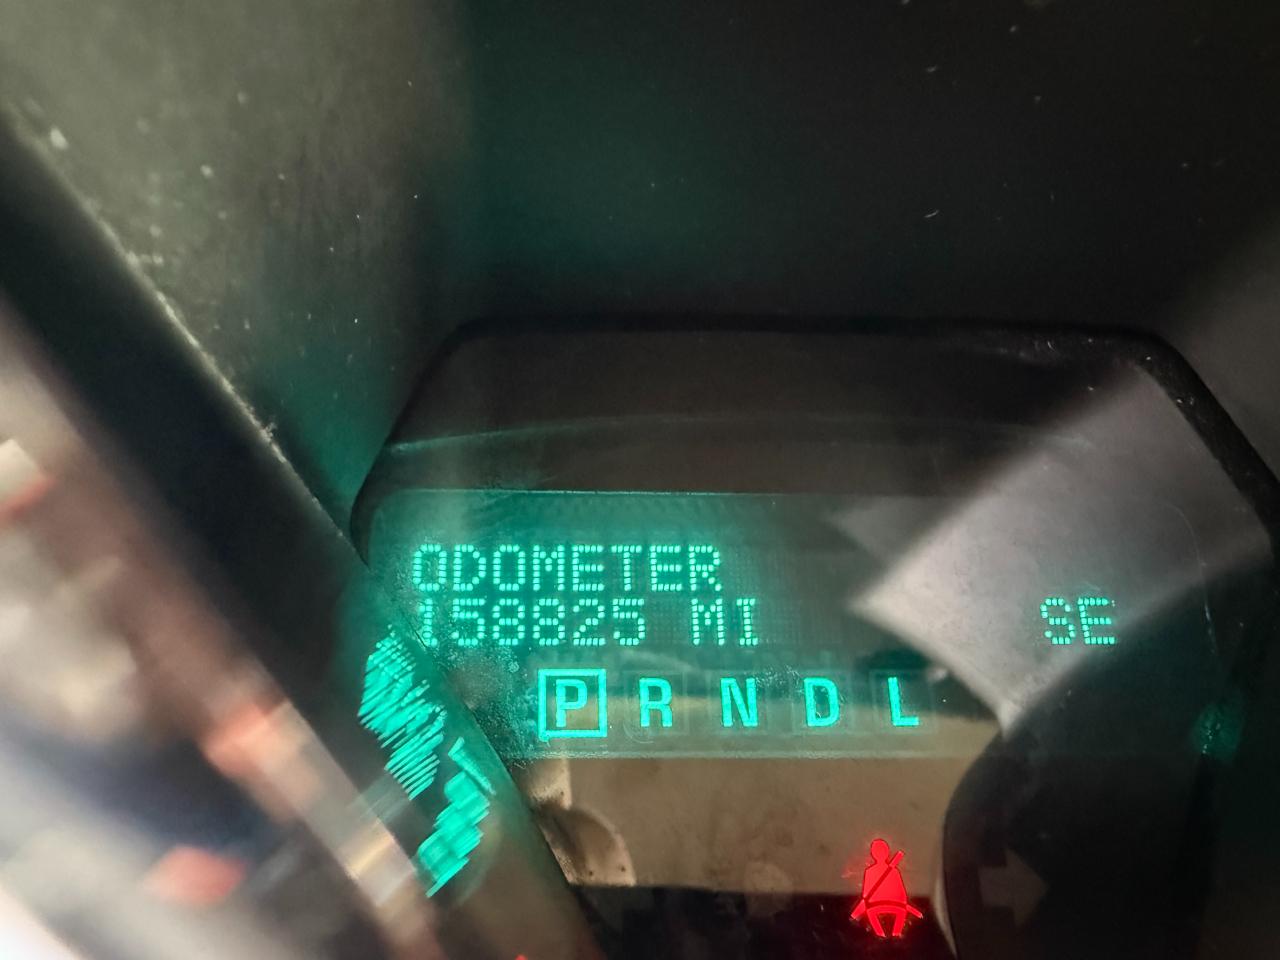 ODOMETER
158825 MI SE
P R N D L